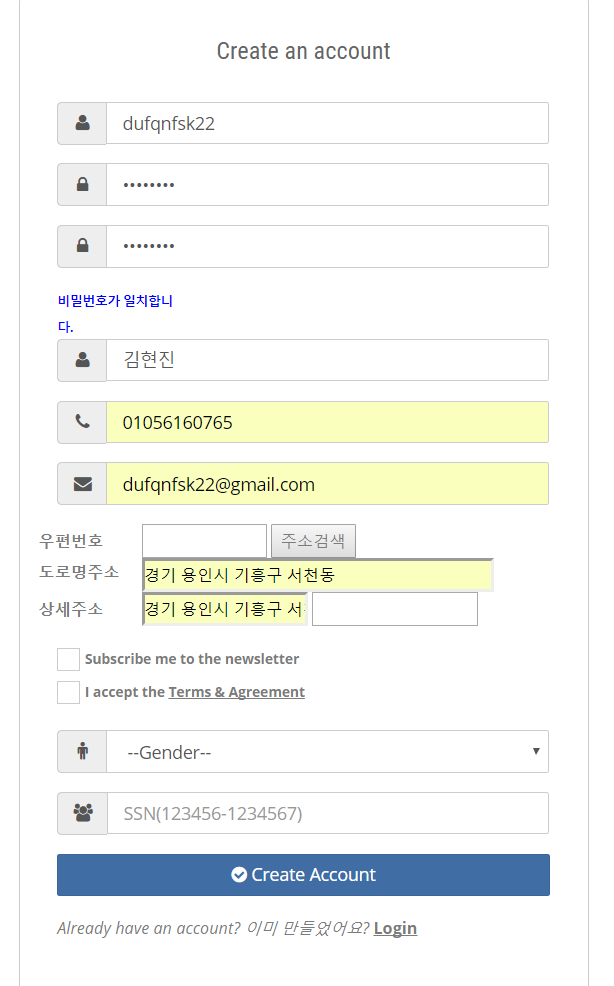 Create an account
dufqnfsk22
••••••••
••••••••
비밀번호가 일치합니
다.
김현진
01056160765
dufqnfsk22@gmail.com
우편번호 주소검색
도로명주소 경기 용인시 기흥구 서천동
상세주소 경기 용인시 기흥구 서
Subscribe me to the newsletter
I accept the Terms & Agreement
--Gender--
SSN(123456-1234567)
Create Account
Already have an account? 이미 만들었어요? Login